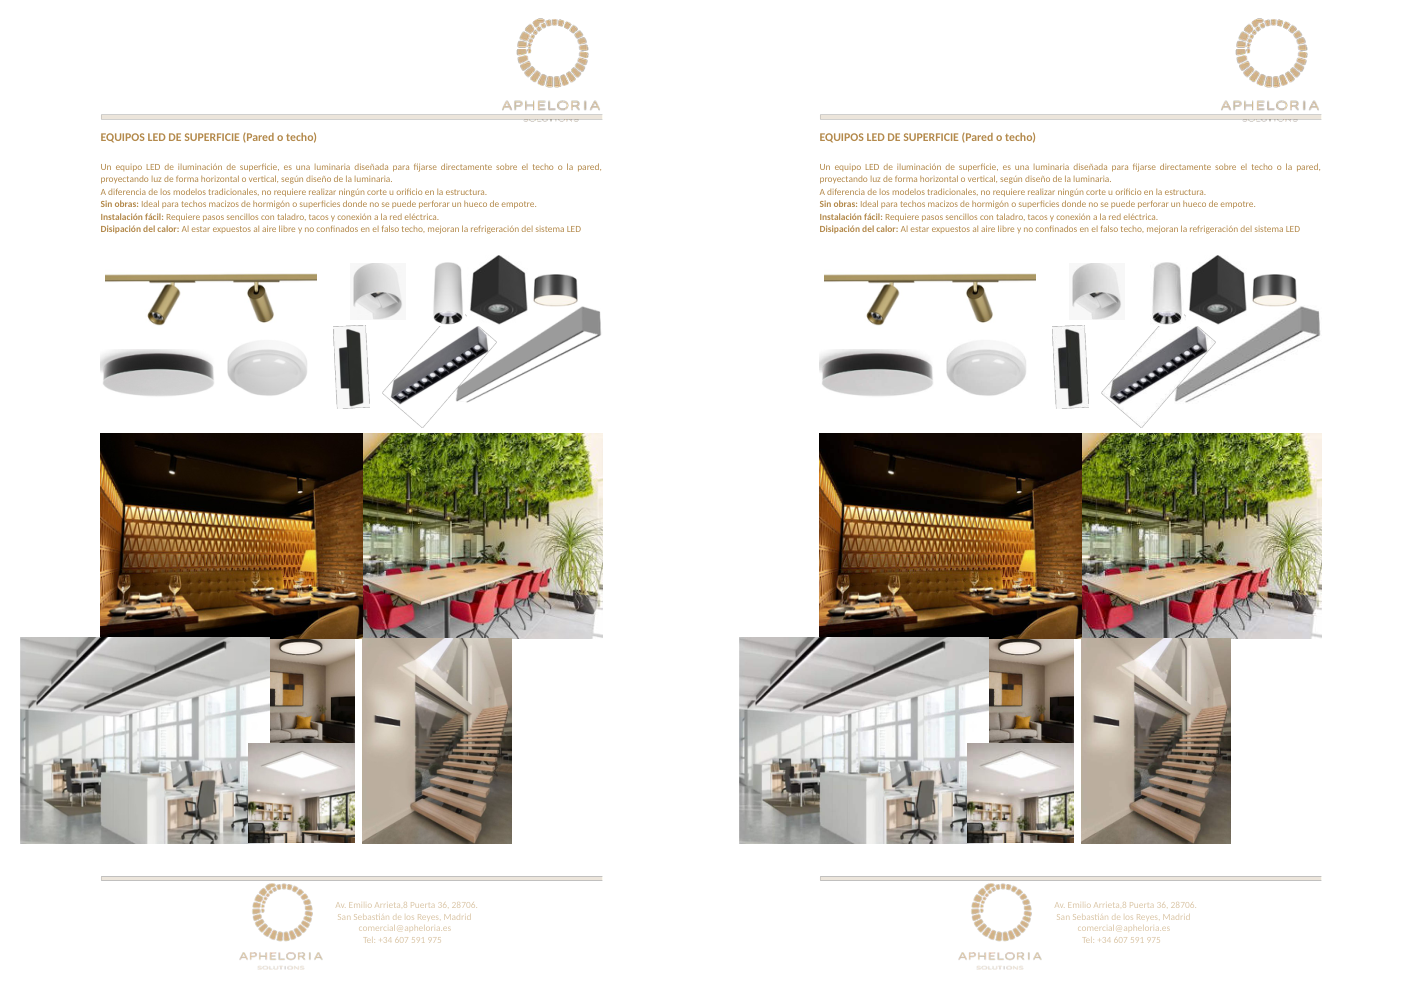 APHELORIA
SOLUTIONS
EQUIPOS LED DE SUPERFICIE (Pared o techo)
Un equipo LED de iluminación de superficie, es una luminaria diseñada para fijarse directamente sobre el techo o la pared,
proyectando luz de forma horizontal o vertical, según diseño de la luminaria.
A diferencia de los modelos tradicionales, no requiere realizar ningún corte u orificio en la estructura.
Sin obras: Ideal para techos macizos de hormigón o superficies donde no se puede perforar un hueco de empotre.
Instalación fácil: Requiere pasos sencillos con taladro, tacos y conexión a la red eléctrica.
Disipación del calor: Al estar expuestos al aire libre y no confinados en el falso techo, mejoran la refrigeración del sistema LED
Av. Emilio Arrieta,8 Puerta 36, 28706.
San Sebastián de los Reyes, Madrid
comercial@apheloria.es
Tel: +34 607 591 975
APHELORIA
SOLUTIONS
APHELORIA
SOLUTIONS
EQUIPOS LED DE SUPERFICIE (Pared o techo)
Un equipo LED de iluminación de superficie, es una luminaria diseñada para fijarse directamente sobre el techo o la pared,
proyectando luz de forma horizontal o vertical, según diseño de la luminaria.
A diferencia de los modelos tradicionales, no requiere realizar ningún corte u orificio en la estructura.
Sin obras: Ideal para techos macizos de hormigón o superficies donde no se puede perforar un hueco de empotre.
Instalación fácil: Requiere pasos sencillos con taladro, tacos y conexión a la red eléctrica.
Disipación del calor: Al estar expuestos al aire libre y no confinados en el falso techo, mejoran la refrigeración del sistema LED
Av. Emilio Arrieta,8 Puerta 36, 28706.
San Sebastián de los Reyes, Madrid
comercial@apheloria.es
Tel: +34 607 591 975
APHELORIA
SOLUTIONS